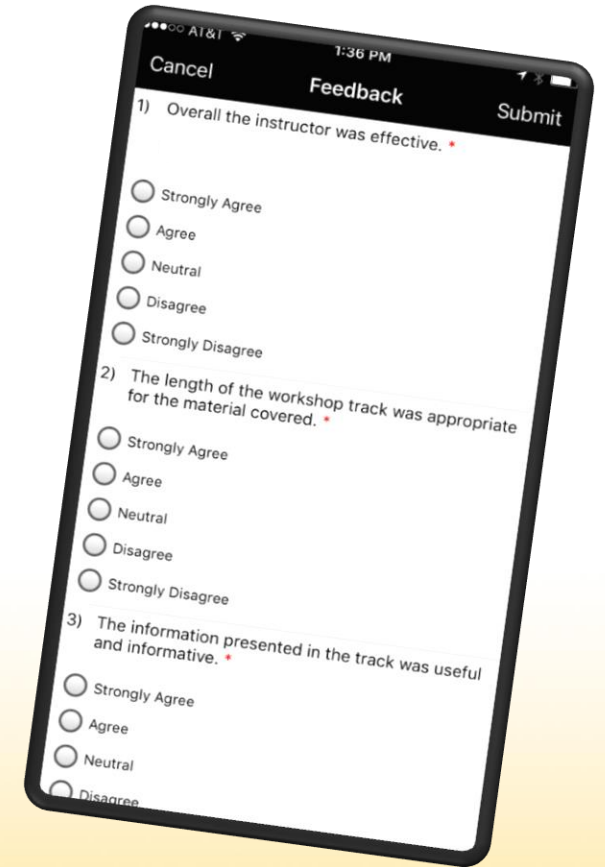 AT&T
1:36 PM
Cancel
Feedback
Submit
1) Overall the instructor was effective. *
Strongly Agree
Agree
Neutral
Disagree
Strongly Disagree
2) The length of the workshop track was appropriate
for the material covered. *
Strongly Agree
Agree
Neutral
Disagree
Strongly Disagree
3) The information presented in the track was useful
and informative. *
Strongly Agree
Agree
Neutral
Disagree